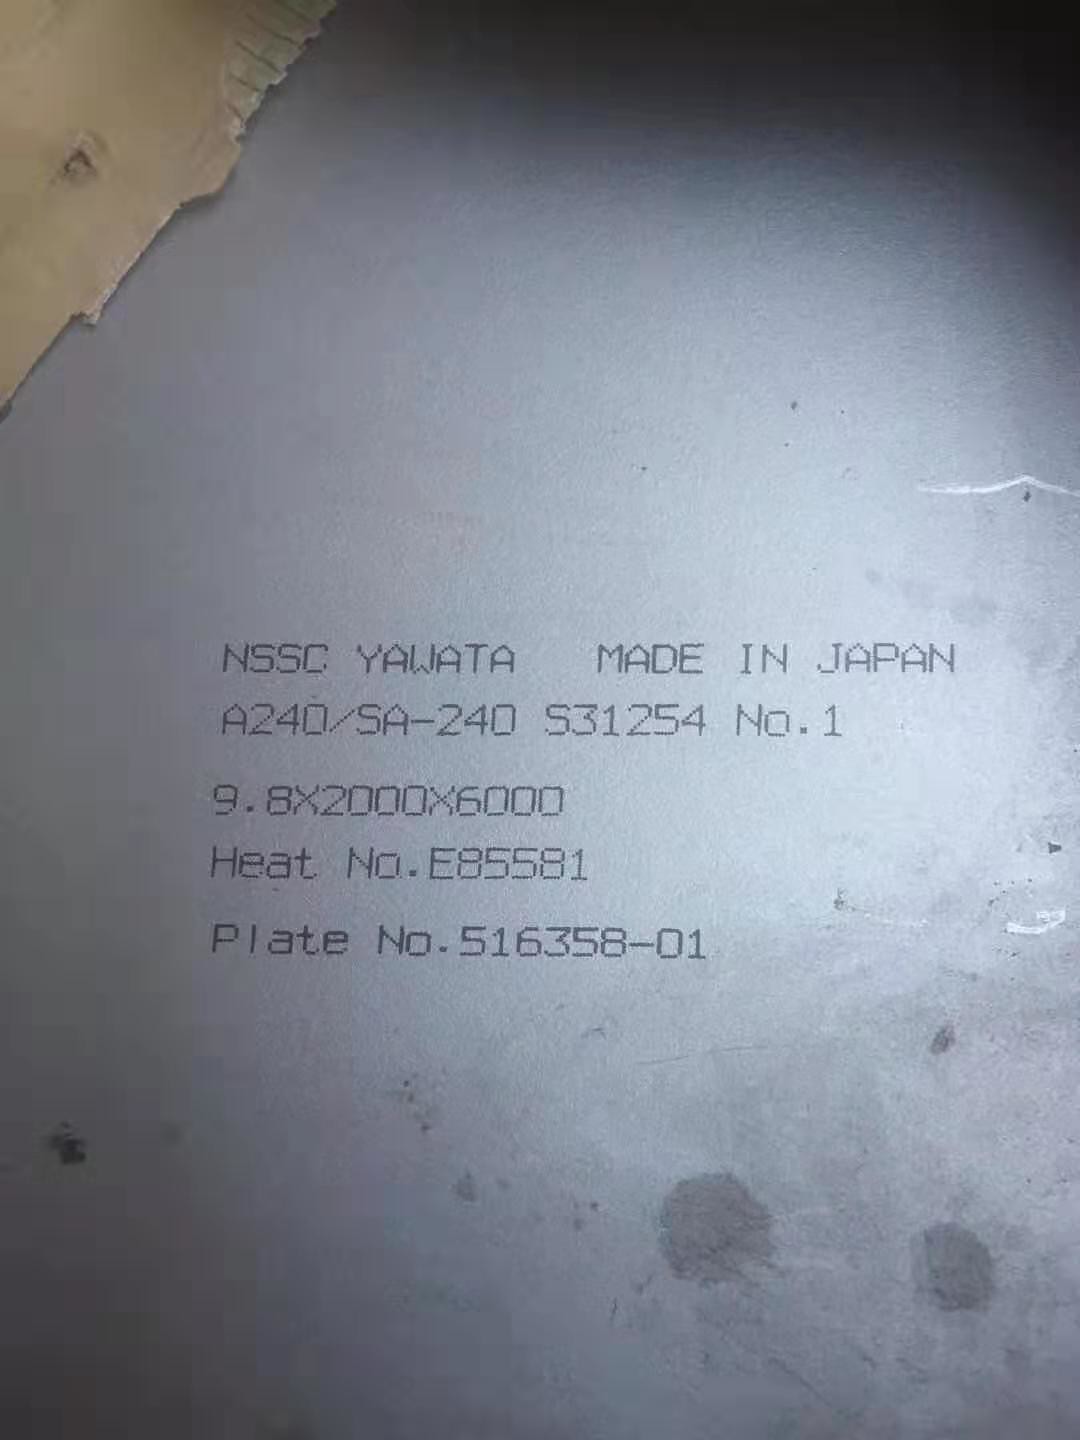 NSSC YAWATA MADE IN JAPAN
A240/SA-240 S31254 No.1
9.8X2000X6000
Heat No.E85581
Plate No.516358-01